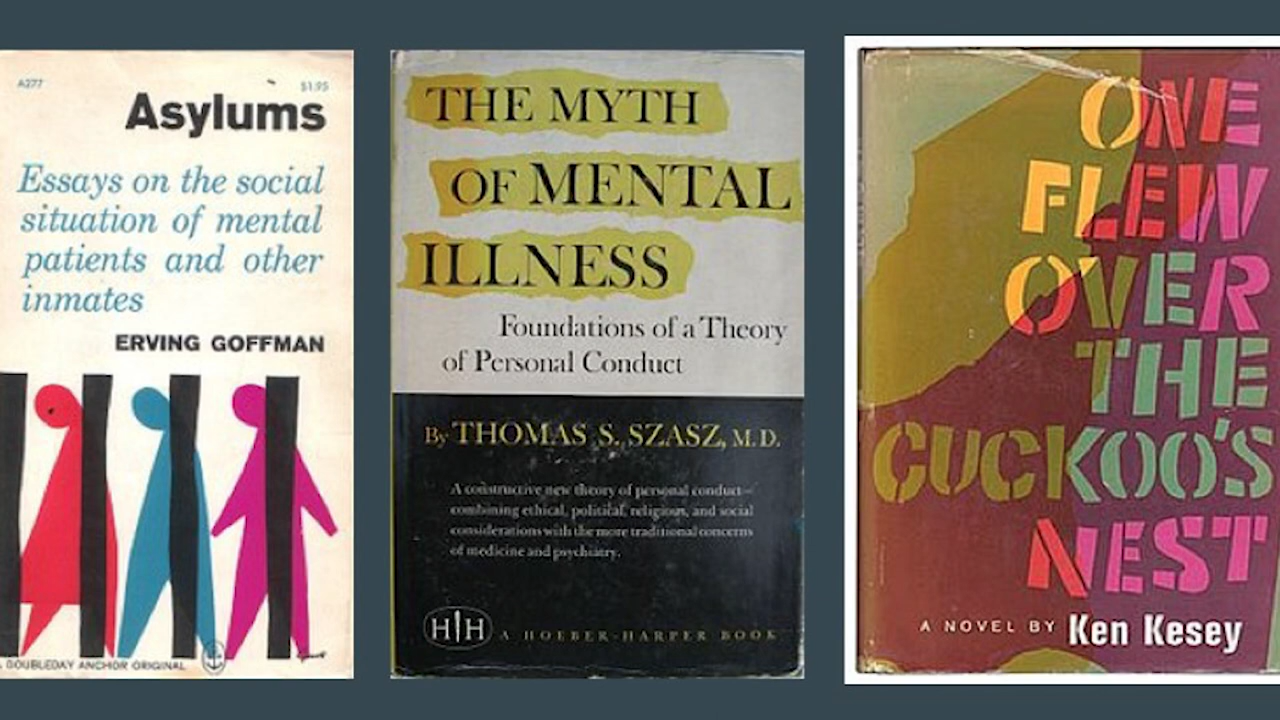 A277
$1.95
Asylums
Essays on the social
situation of mental
patients and other
inmates
ERVING GOFFMAN
A DOUBLEDAY ANCHOR ORIGINAL
THE MYTH
OF MENTAL
ILLNESS
Foundations of a Theory
of Personal Conduct
By THOMAS S. SZASZ, M.D.
A constructive new theory of personal conduct—
combining ethical, political, religious, and social
considerations with the more traditional concerns
of medicine and psychiatry.
H H A HOEBER-HARPER BOOK
ONE
FLEW
OVER
THE
CUCKOO'S
NEST
A NOVEL BY Ken Kesey